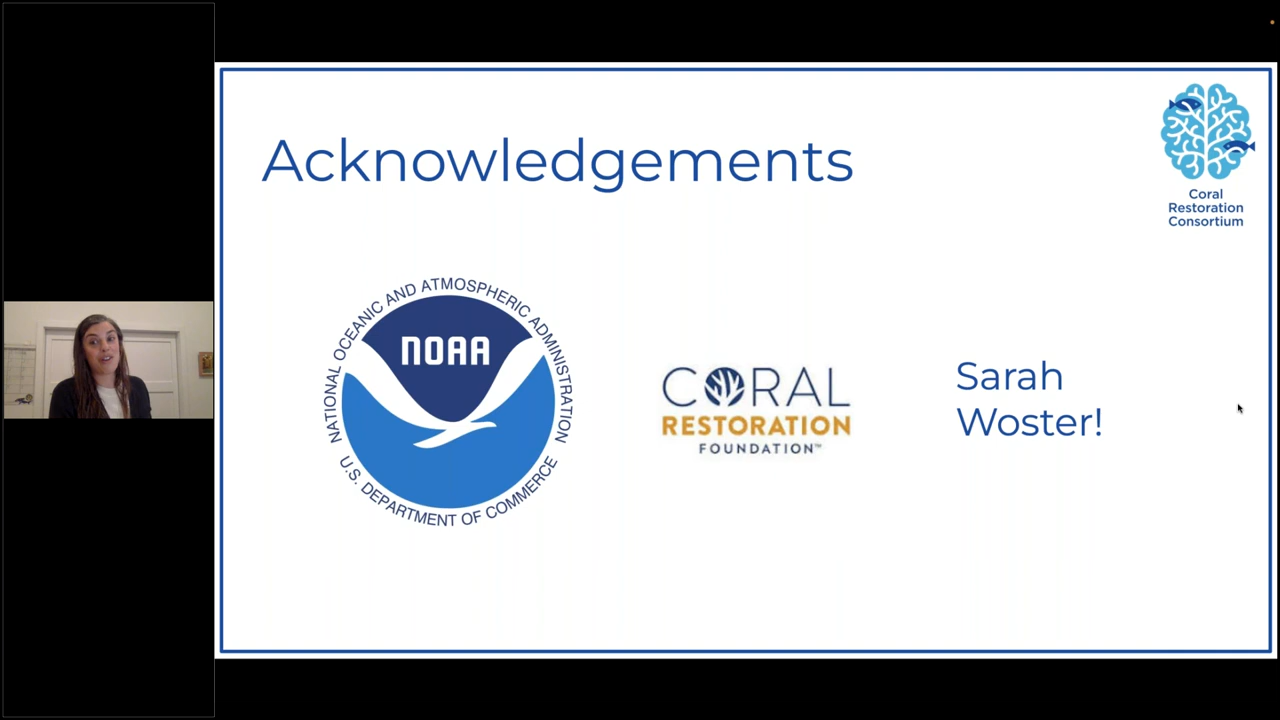 Acknowledgements
Coral
Restoration
Consortium
NATIONAL OCEANIC AND ATMOSPHERIC ADMINISTRATION
NOAA
U.S. DEPARTMENT OF COMMERCE
CORAL
RESTORATION
FOUNDATION™
Sarah
Woster!